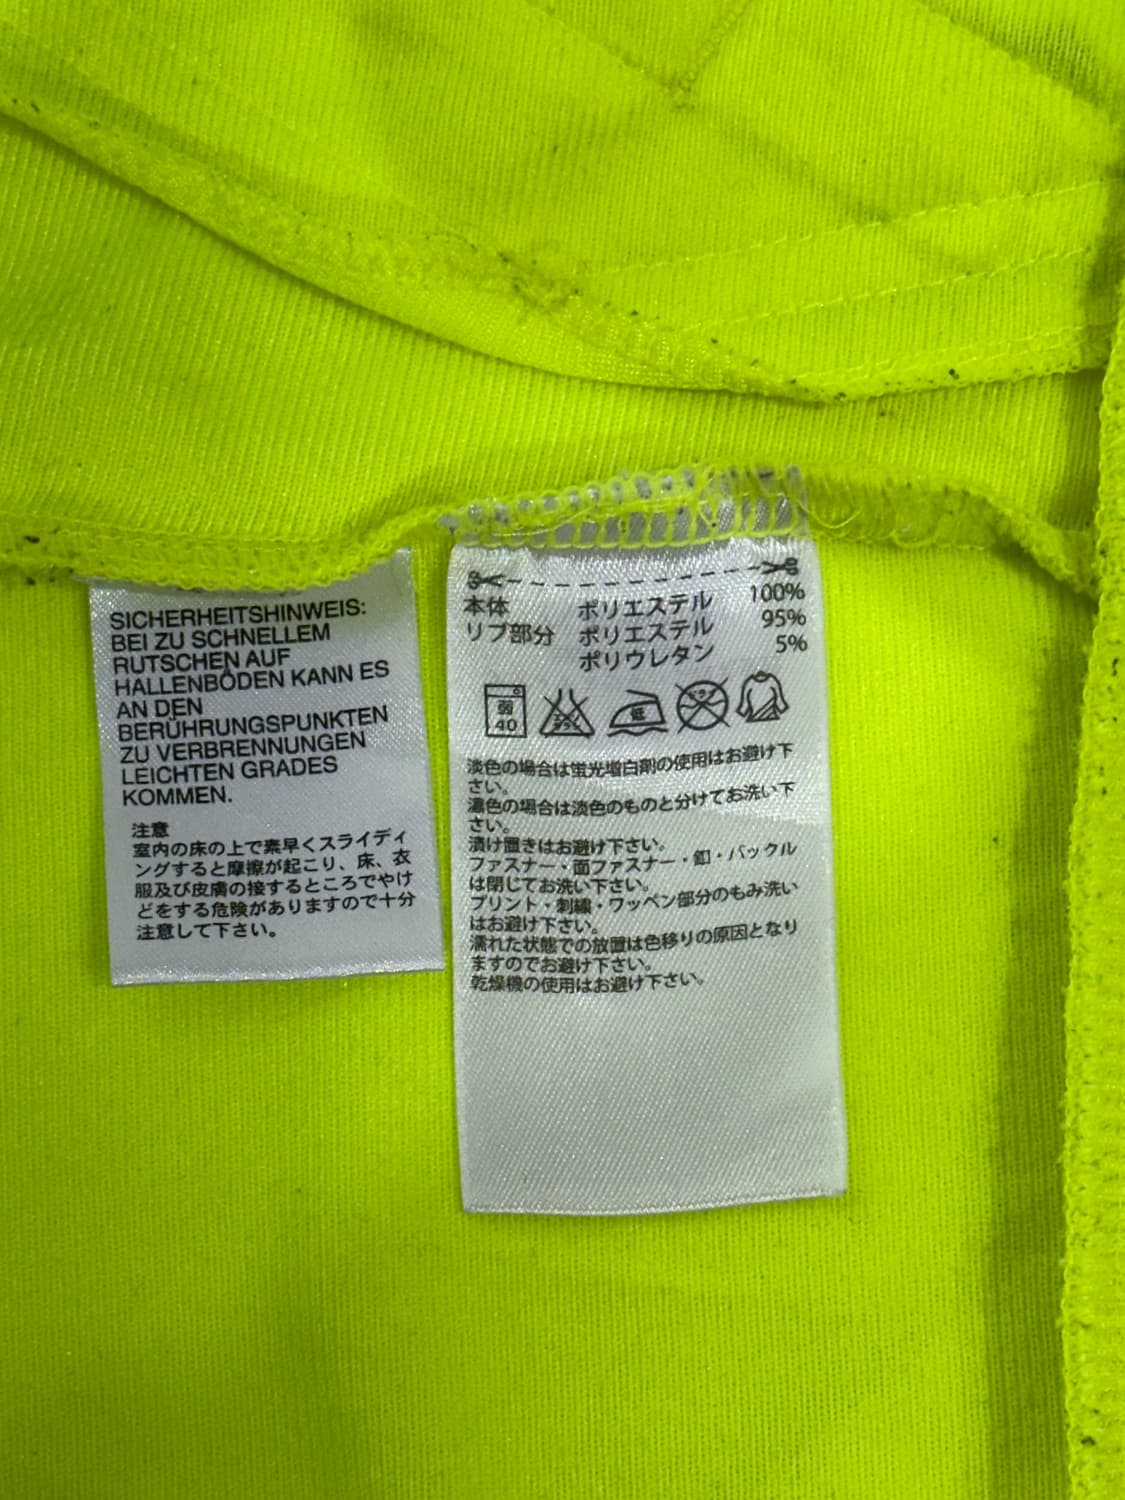 SICHERHEITSHINWEIS:
BEI ZU SCHNELLEM
RUTSCHEN AUF
HALLENBÖDEN KANN ES
AN DEN
BERÜHRUNGSPUNKTEN
ZU VERBRENNUNGEN
LEICHTEN GRADES
KOMMEN.
注意
室内の床の上で素早くスライディ
ングすると摩擦が起こり、床、衣
服及び皮膚の接するところでやけ
どをする危険がありますので十分
注意して下さい。
本体 ポリエステル 100%
リブ部分 ポリエステル 95%
ポリウレタン 5%
弱
40
低
淡色の場合は蛍光増白剤の使用はお避け下
さい。
濃色の場合は淡色のものと分けてお洗い下
さい。
漬け置きはお避け下さい。
ファスナー・面ファスナー・釦・バックル
は閉じてお洗い下さい。
プリント・刺繍・ワッペン部分のもみ洗い
はお避け下さい。
濡れた状態での放置は色移りの原因となり
ますのでお避け下さい。
乾燥機の使用はお避け下さい。